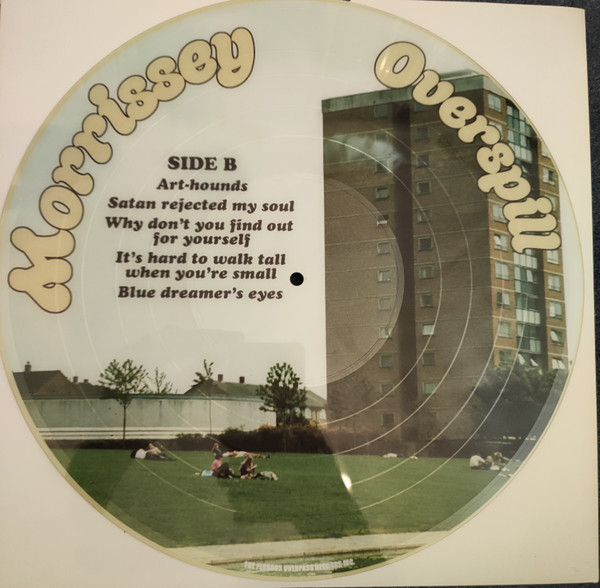 Morrissey
Overspill
SIDE B
Art-hounds
Satan rejected my soul
Why don't you find out
for yourself
It's hard to walk tall
when you're small
Blue dreamer's eyes